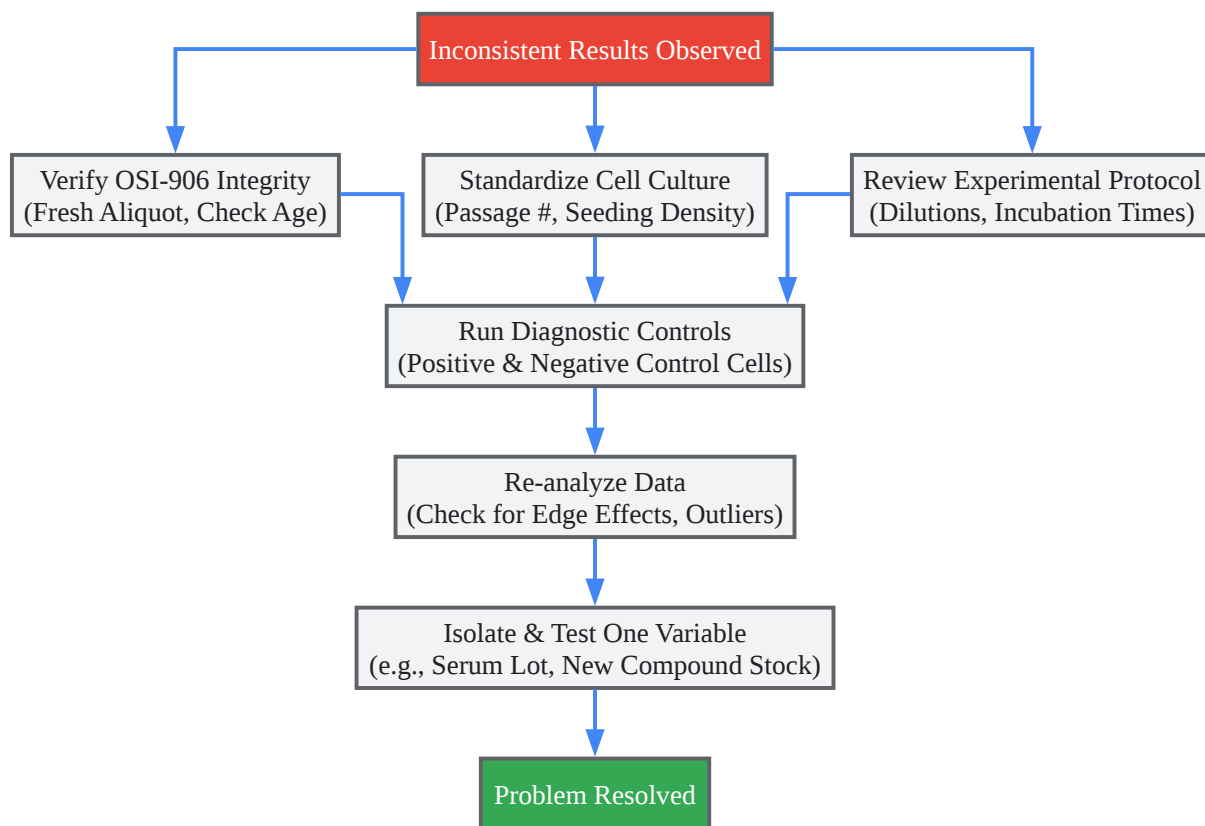 Inconsistent Results Observed
Verify OSI-906 Integrity
(Fresh Aliquot, Check Age)
Standardize Cell Culture
(Passage #, Seeding Density)
Review Experimental Protocol
(Dilutions, Incubation Times)
Run Diagnostic Controls
(Positive & Negative Control Cells)
Re-analyze Data
(Check for Edge Effects, Outliers)
Isolate & Test One Variable
(e.g., Serum Lot, New Compound Stock)
Problem Resolved